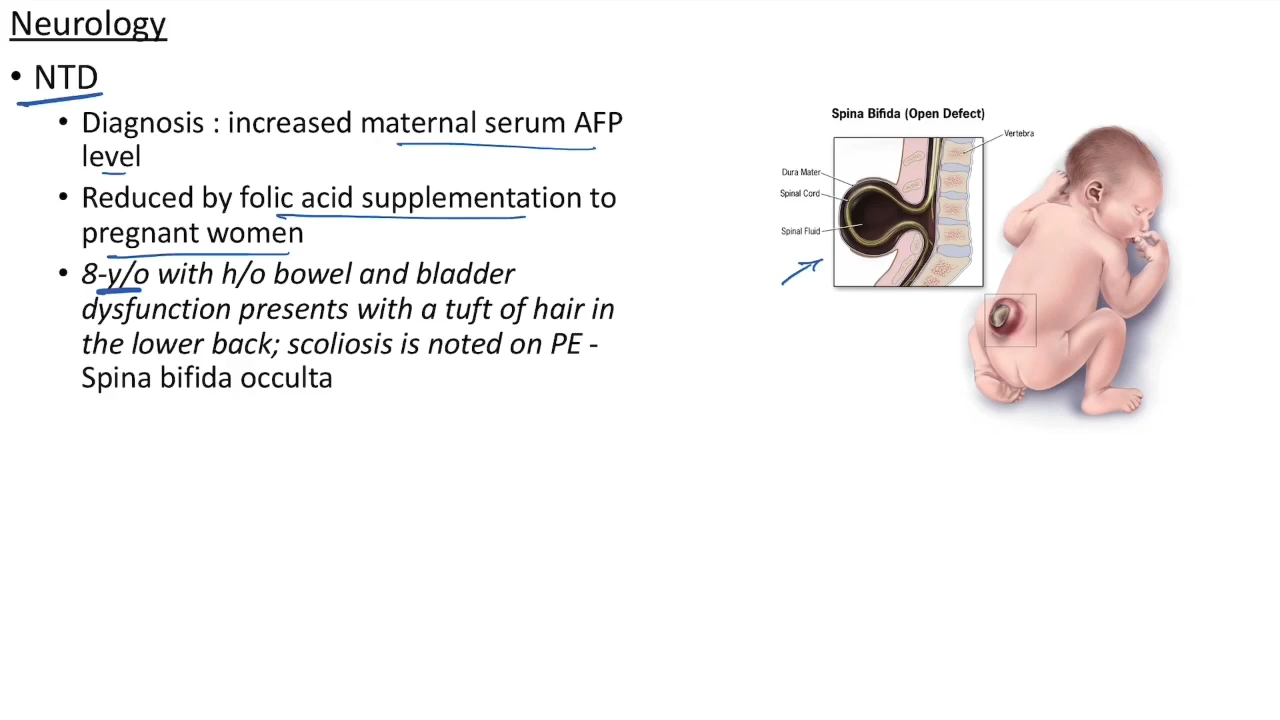 Neurology
• NTD
• Diagnosis : increased maternal serum AFP
level
• Reduced by folic acid supplementation to
pregnant women
• 8-y/o with h/o bowel and bladder
dysfunction presents with a tuft of hair in
the lower back; scoliosis is noted on PE -
Spina bifida occulta
Spina Bifida (Open Defect)
Vertebra
Dura Mater
Spinal Cord
Spinal Fluid